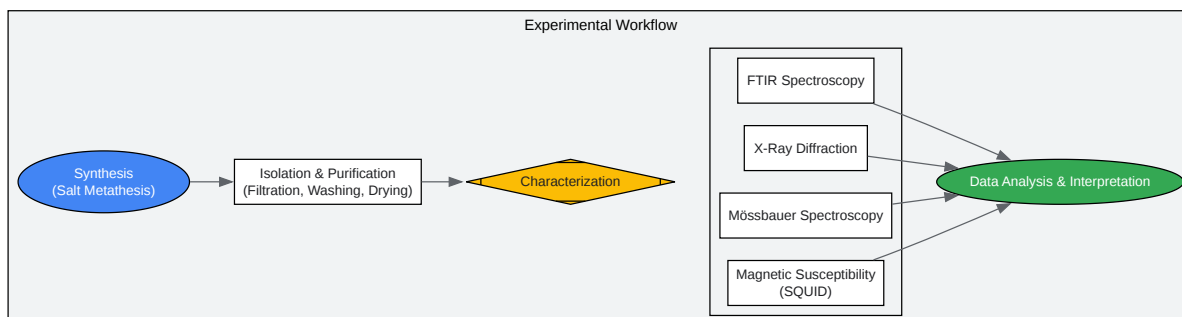 Experimental Workflow
Synthesis
(Salt Metathesis)
Isolation & Purification
(Filtration, Washing, Drying)
Characterization
FTIR Spectroscopy
X-Ray Diffraction
Mössbauer Spectroscopy
Magnetic Susceptibility
(SQUID)
Data Analysis & Interpretation